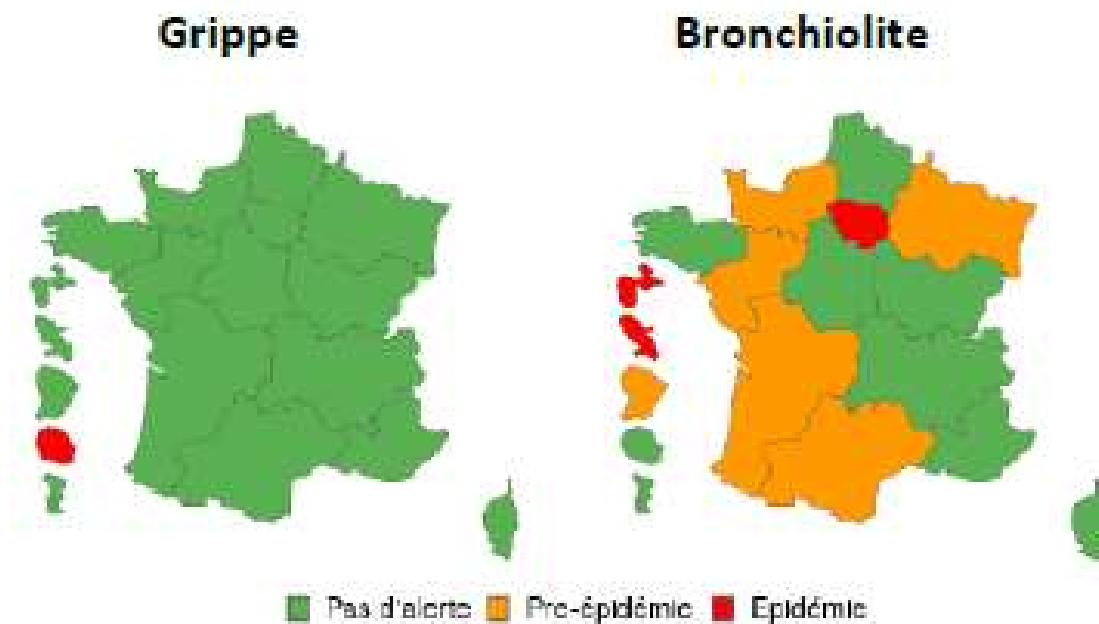 Grippe
Bronchiolite
Pas d'alerte
Pre-épidémie
Epidémie